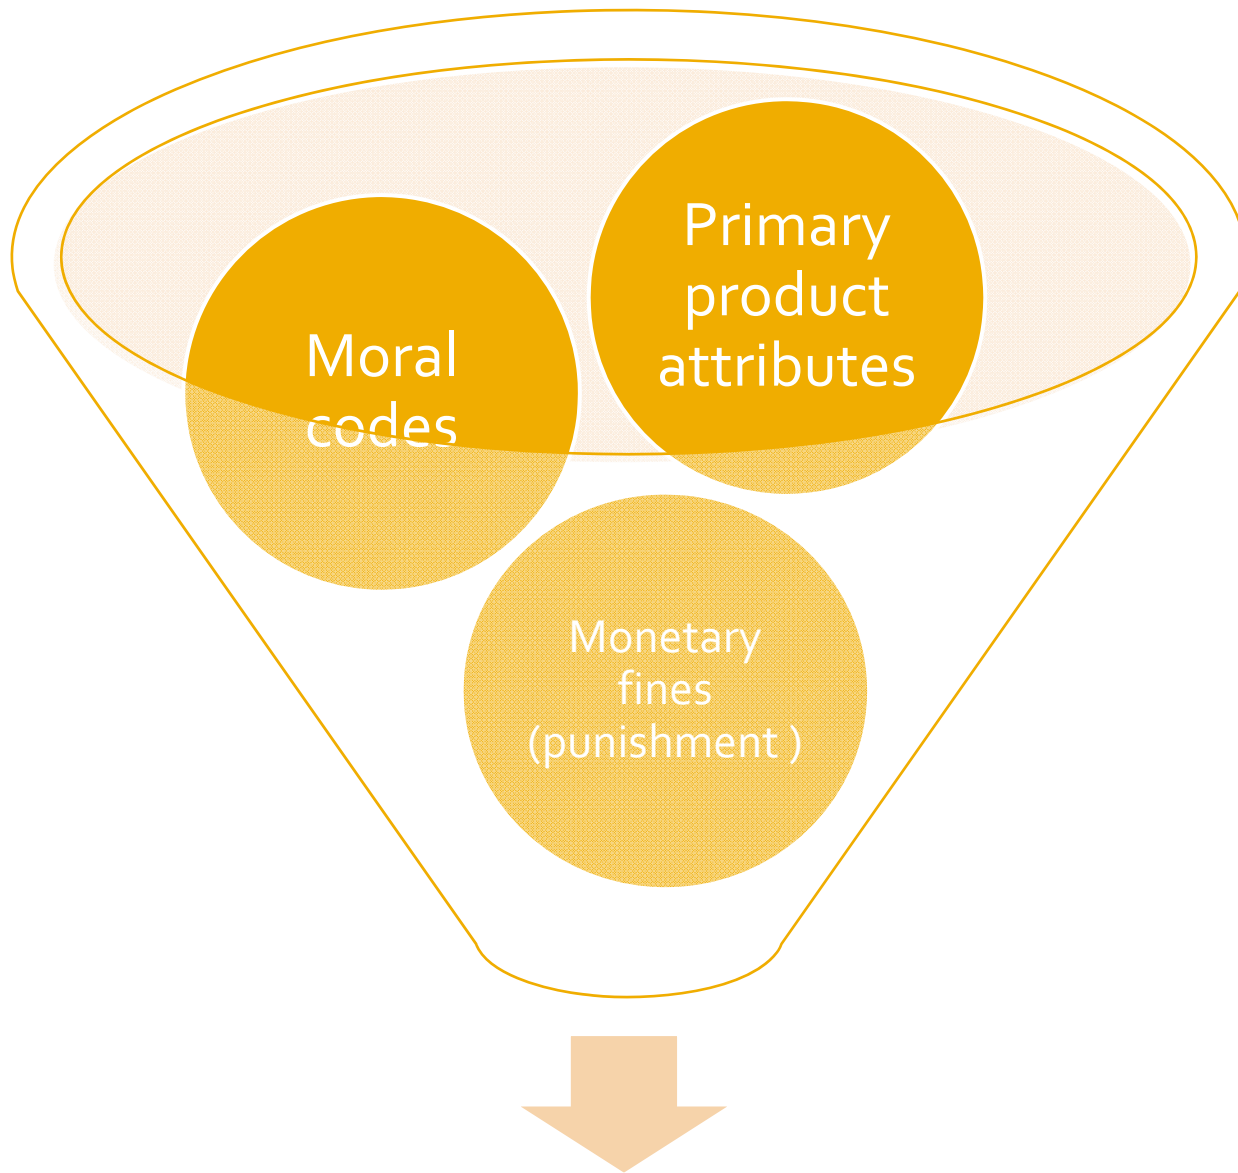 Primary
product
attributes
Moral
codes
Monetary
fines
(punishment )